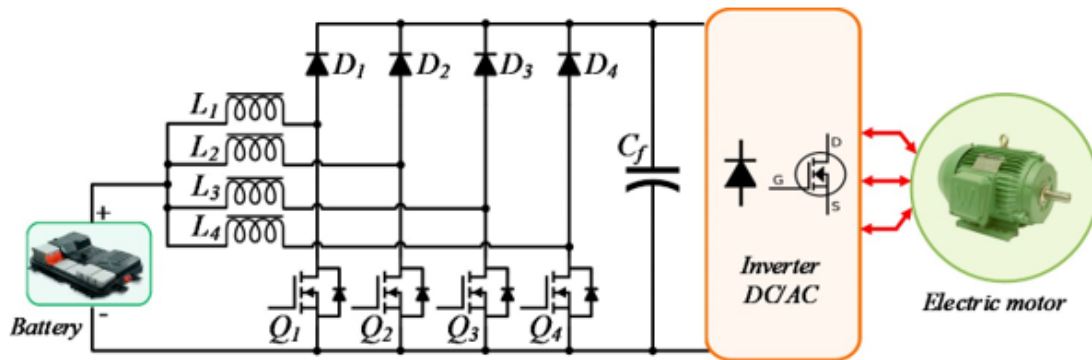 D1 D2 D3 D4
L1
L2
L3
L4
Cf
D
G
S
+
-
Battery
Q1 Q2 Q3 Q4
Inverter
DC/AC
Electric motor